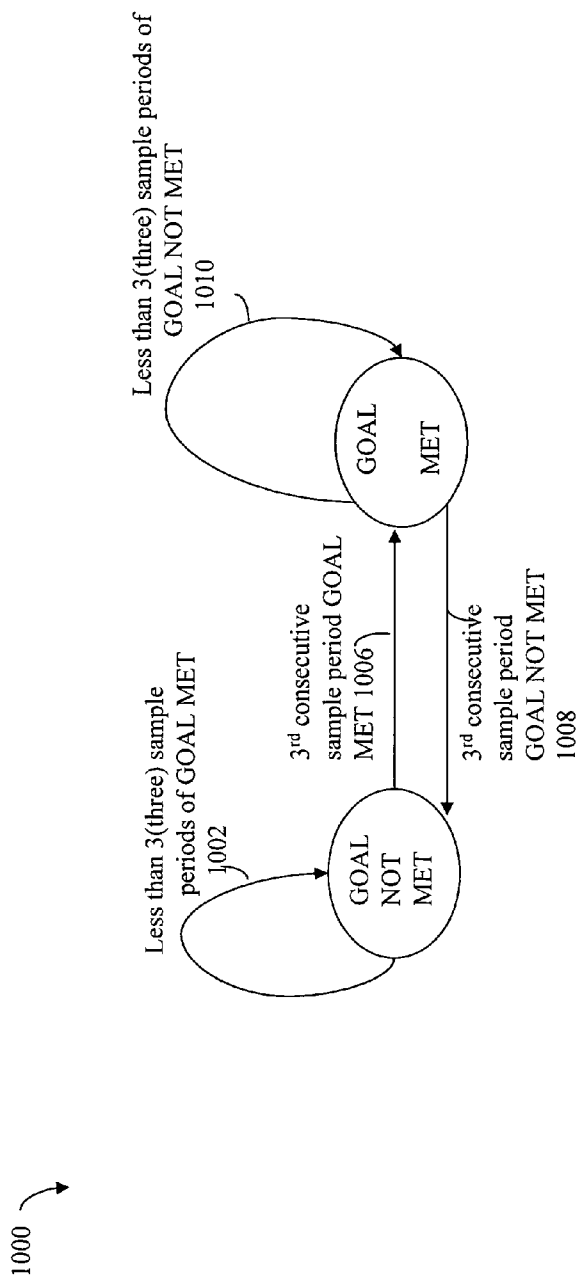 1000
Less than 3(three) sample
periods of GOAL MET
1002
GOAL
NOT
MET
3rd consecutive
sample period GOAL
MET 1006
3rd consecutive
sample period
GOAL NOT MET
1008
GOAL
MET
Less than 3(three) sample periods of
GOAL NOT MET
1010